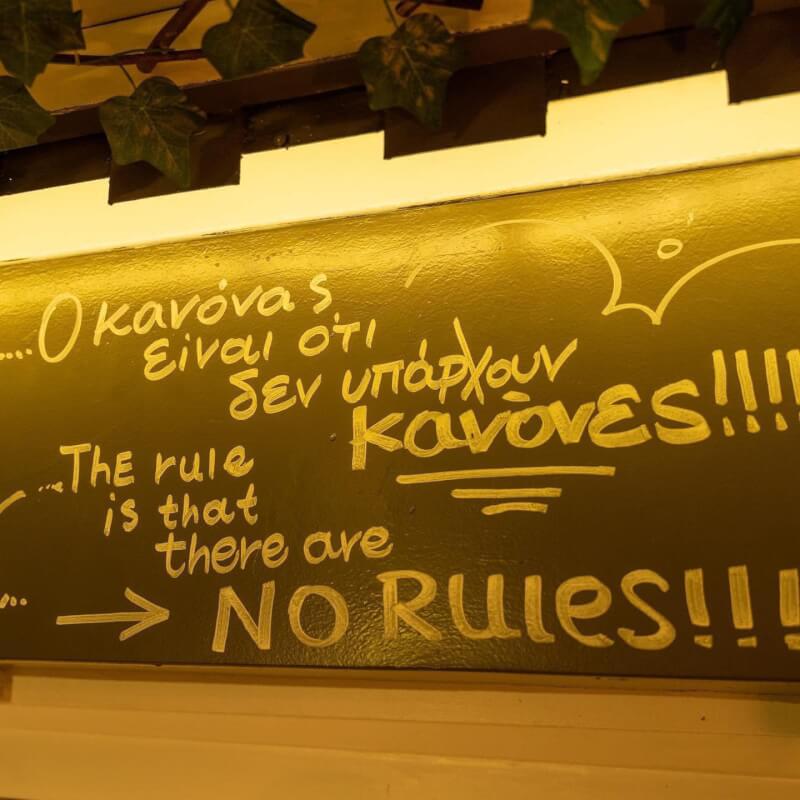 ....Ο κανόνας
είναι ότι
δεν υπάρχουν
κανόνες!!!!
...The rule
is that
there are
→ NO RULES!!!